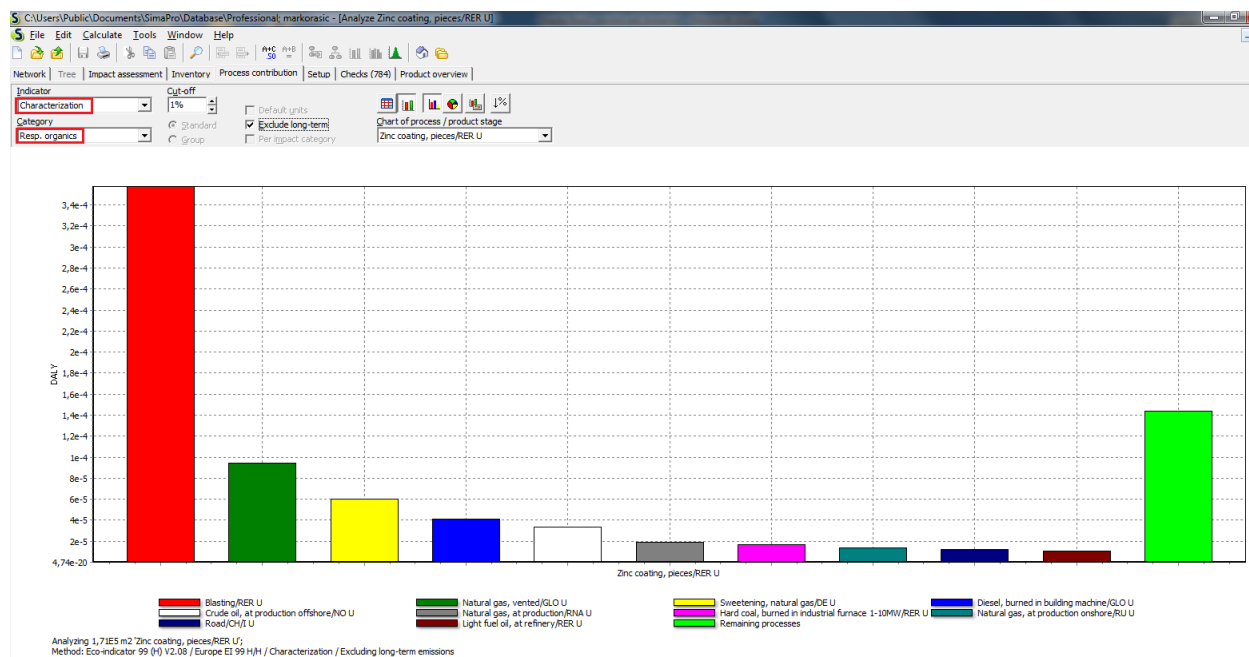 C:\Users\Public\Documents\SimaPro\Database\Professional; markorasic - [Analyze Zinc coating, pieces/RER U]
File Edit Calculate Tools Window Help
Network Tree Impact assessment Inventory Process contribution Setup Checks (784) Product overview
Indicator Cut-off
Characterization 1% Default units
Category Standard Exclude long-term Chart of process / product stage
Resp. organics Group Per impact category Zinc coating, pieces/RER U
3,4e-4
3,2e-4
3e-4
2,8e-4
2,6e-4
2,4e-4
2,2e-4
2e-4
1,8e-4
DALY
1,6e-4
1,4e-4
1,2e-4
1e-4
8e-5
6e-5
4e-5
2e-5
4,74e-20
Zinc coating, pieces/RER U
Blasting/RER U Natural gas, vented/GLO U Sweetening, natural gas/DE U Diesel, burned in building machine/GLO U
Crude oil, at production offshore/NO U Natural gas, at production/RNA U Hard coal, burned in industrial furnace 1-10MW/RER U Natural gas, at production onshore/RU U
Road/CH/I U Light fuel oil, at refinery/RER U Remaining processes
Analyzing 1,71E5 m2 'Zinc coating, pieces/RER U';
Method: Eco-indicator 99 (H) V2.08 / Europe EI 99 H/H / Characterization / Excluding long-term emissions